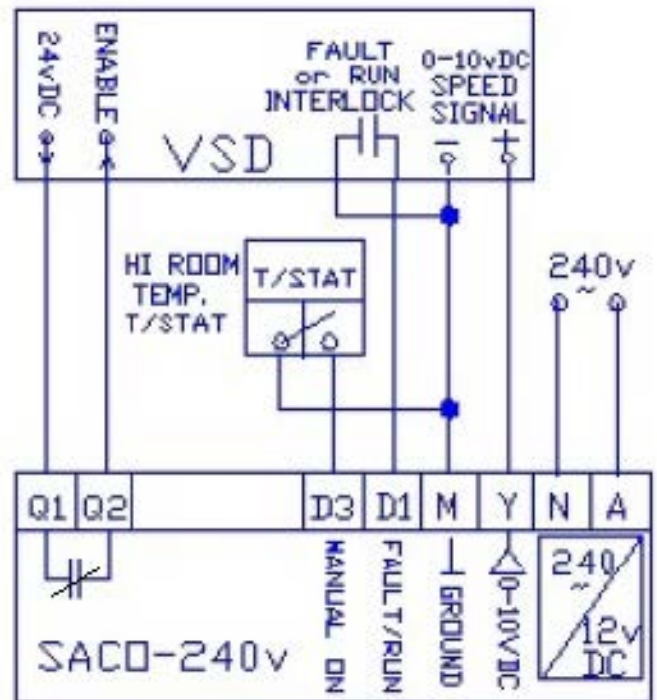 24vDC
ENABLE
FAULT
or RUN
INTERLOCK
0-10vDC
SPEED
SIGNAL
VSD
- +
HI ROOM
TEMP.
T/STAT
T/STAT
240v
~
Q1 Q2 D3 D1 M Y N A
MANUAL ON
FAULT/RUN
GROUND
0-10VDC
240
~
12v
DC
SACO-240v